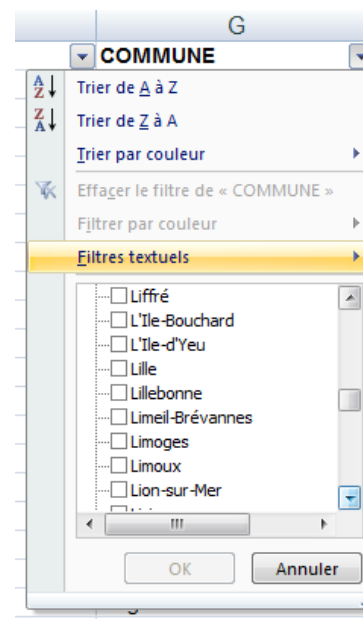 G
COMMUNE
Trier de A à Z
Trier de Z à A
Trier par couleur
Effacer le filtre de « COMMUNE »
Filtrer par couleur
Filtres textuels
Liffré
L'Ile-Bouchard
L'Ile-d'Yeu
Lille
Lillebonne
Limeil-Brévannes
Limoges
Limoux
Lion-sur-Mer
OK
Annuler